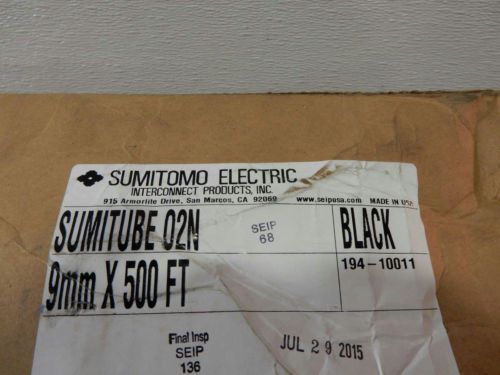 SUMITOMO ELECTRIC
INTERCONNECT PRODUCTS, INC.
915 Armorlite Drive, San Marcos, CA 92069 www.seipusa.com MADE IN USA
SUMITUBE 02N SEIP 68 BLACK
9mm X 500 FT 194-10011
Final Insp
SEIP
136
JUL 29 2015